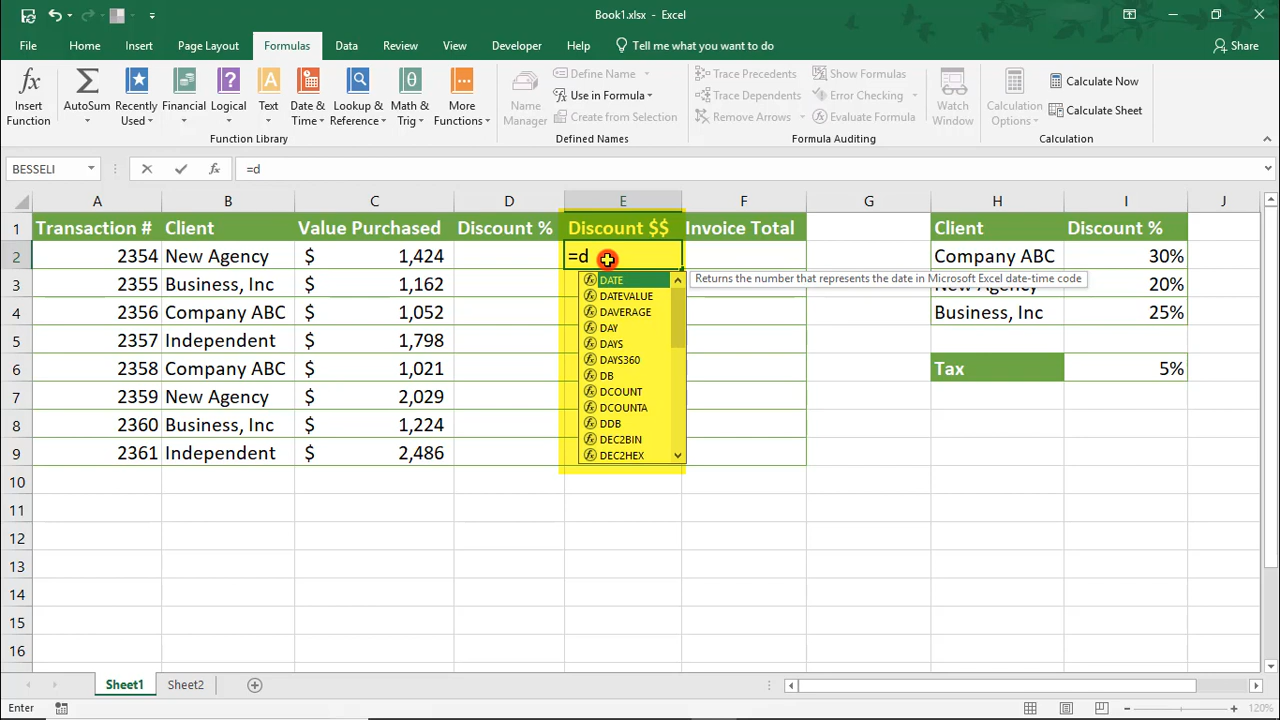 Book1.xlsx - Excel
File Home Insert Page Layout Formulas Data Review View Developer Help Tell me what you want to do Share
Insert Function
AutoSum
Recently Used
Financial
Logical
Text
Date & Time
Lookup & Reference
Math & Trig
More Functions
Function Library
Name Manager
Define Name
Use in Formula
Create from Selection
Defined Names
Trace Precedents
Trace Dependents
Remove Arrows
Show Formulas
Error Checking
Evaluate Formula
Formula Auditing
Watch Window
Calculation Options
Calculate Now
Calculate Sheet
Calculation
BESSELI fx =d
A B C D E F G H I J
1 Transaction # Client Value Purchased Discount % Discount $$ Invoice Total Client Discount %
2 2354 New Agency $ 1,424 =d Company ABC 30%
3 2355 Business, Inc $ 1,162 New Agency 20%
4 2356 Company ABC $ 1,052 Business, Inc 25%
5 2357 Independent $ 1,798
6 2358 Company ABC $ 1,021 Tax 5%
7 2359 New Agency $ 2,029
8 2360 Business, Inc $ 1,224
9 2361 Independent $ 2,486
10
11
12
13
14
15
16
DATE
Returns the number that represents the date in Microsoft Excel date-time code
DATEVALUE
DAVERAGE
DAY
DAYS
DAYS360
DB
DCOUNT
DCOUNTA
DDB
DEC2BIN
DEC2HEX
Sheet1 Sheet2
Enter 120%